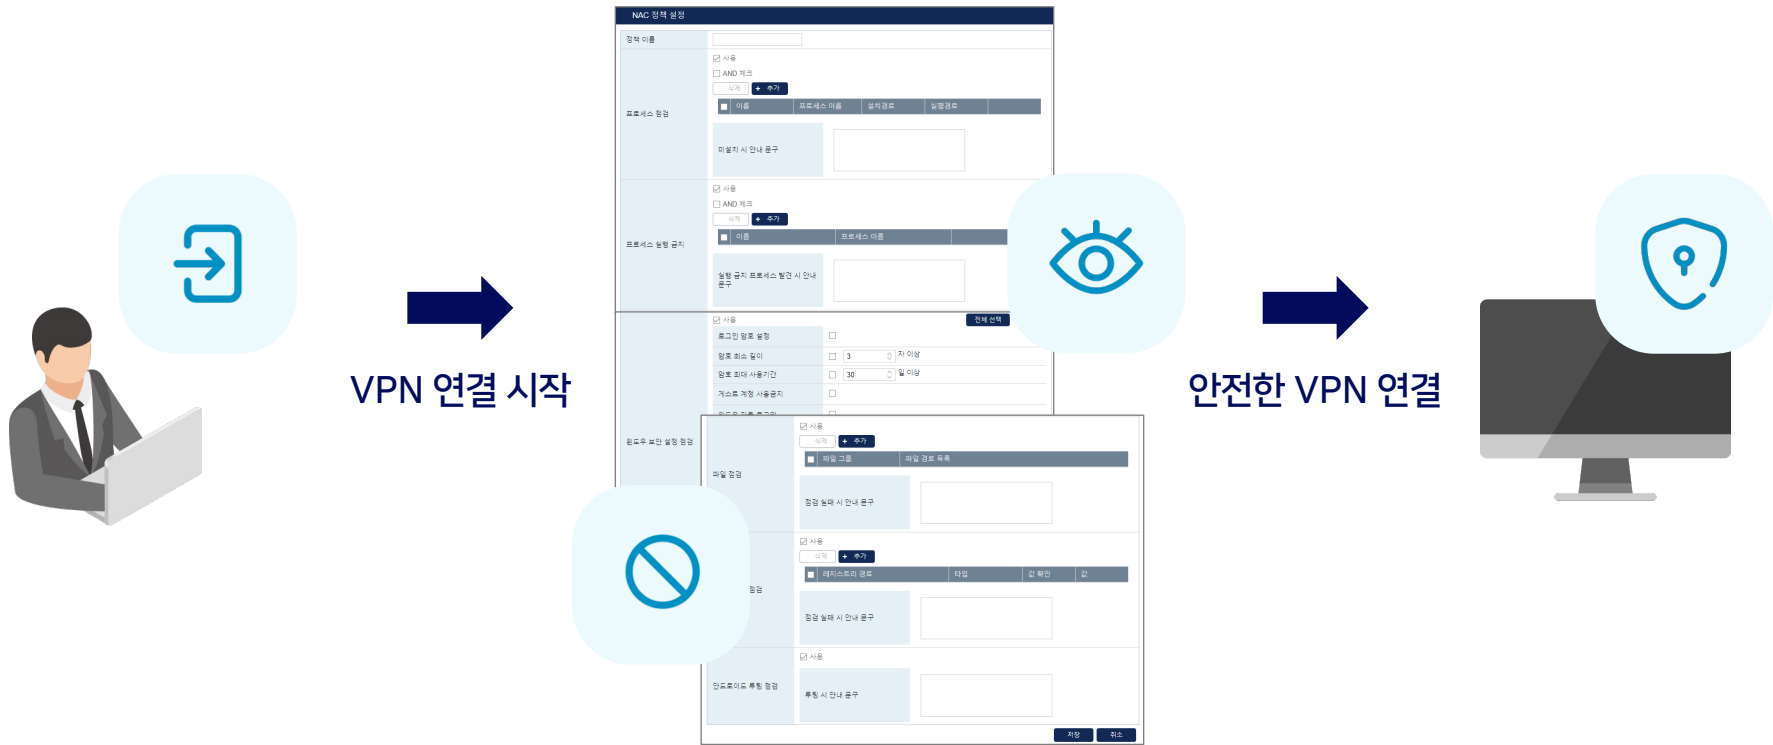 NAC 정책 설정
정책 이름
사용
AND 체크
삭제 + 추가
이름 프로세스 이름 설치경로 실행경로
프로세스 점검
미설치 시 안내 문구
사용
AND 체크
삭제 + 추가
이름 프로세스 이름
프로세스 실행 금지
실행 금지 프로세스 발견 시 안내
문구
사용 전체 선택
로그인 암호 설정
암호 최소 길이 3 자 이상
암호 최대 사용기간 30 일 이상
게스트 계정 사용금지
윈도우 자동 로그인
윈도우 보안 설정 점검
사용
삭제 + 추가
파일 그룹 파일 경로 목록
파일 점검
점검 실패 시 안내 문구
사용
삭제 + 추가
레지스트리 경로 타입 값 확인 값
점검
점검 실패 시 안내 문구
사용
안드로이드 루팅 점검
루팅 시 안내 문구
저장 취소
VPN 연결 시작
안전한 VPN 연결